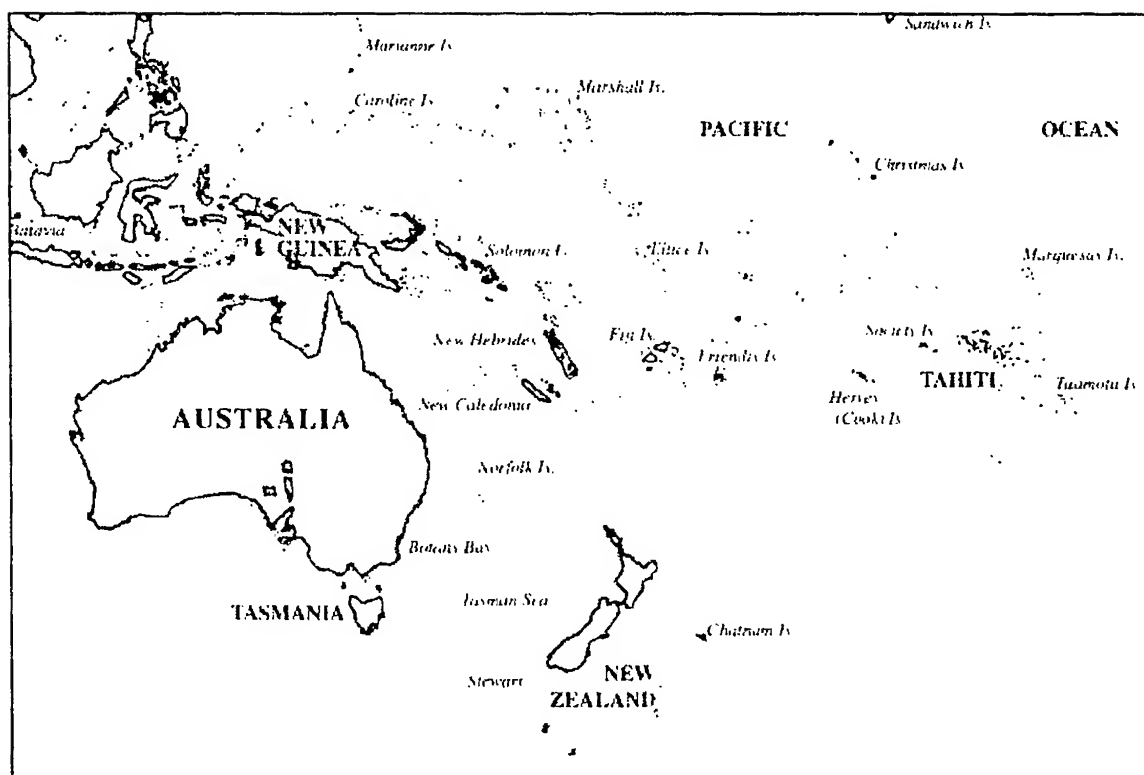 Sandwich Is.
Marianne Is.
Caroline Is.
Marshall Is.
PACIFIC OCEAN
Christmas Is.
Batavia
NEW
GUINEA
Solomon I.
Ellice Is.
Marquesas Is.
New Hebrides
Fiji Is.
Friendly Is.
Society Is.
TAHITI
Tuamotu Is.
New Caledonia
Hervey
(Cook) Is.
AUSTRALIA
Norfolk Is.
Botany Bay
TASMANIA
Tasman Sea
Chatham Is.
Stewart
NEW
ZEALAND